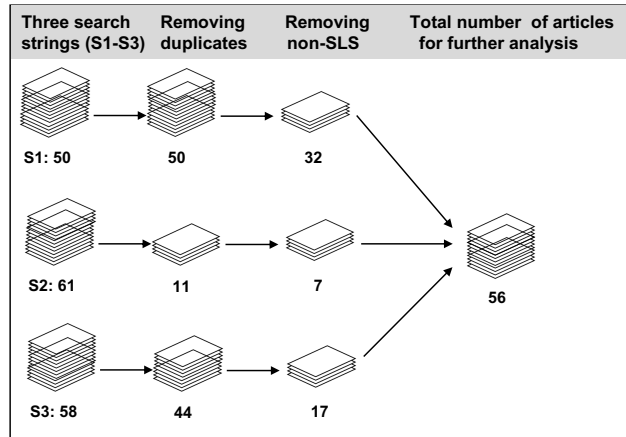 Three search Removing Removing Total number of articles
strings (S1-S3) duplicates non-SLS for further analysis
S1: 50 50 32
S2: 61 11 7
56
S3: 58 44 17